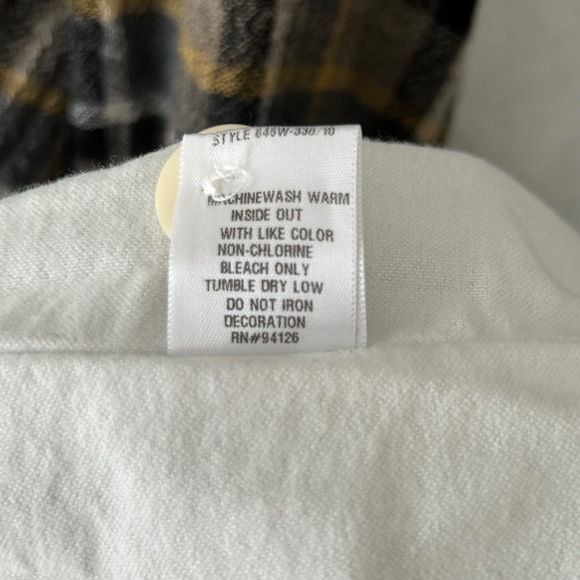 STYLE 845W-338/10
MACHINEWASH WARM
INSIDE OUT
WITH LIKE COLOR
NON-CHLORINE
BLEACH ONLY
TUMBLE DRY LOW
DO NOT IRON
DECORATION
RN#94126